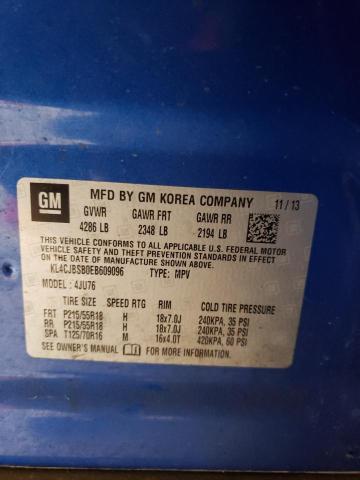 GM
MFD BY GM KOREA COMPANY 11/13
GVWR GAWR FRT GAWR RR
4286 LB 2348 LB 2194 LB
THIS VEHICLE CONFORMS TO ALL APPLICABLE U.S. FEDERAL MOTOR
VEHICLE SAFETY STANDARDS IN EFFECT ON THE DATE OF
MANUFACTURE SHOWN ABOVE.
KL4CJBSB0EB609096 TYPE: MPV
MODEL: 4JU76
TIRE SIZE SPEED RTG RIM COLD TIRE PRESSURE
FRT P215/55R18 H 18x7.0J 240KPA, 35 PSI
RR P215/55R18 H 18x7.0J 240KPA, 35 PSI
SPA T125/70R16 M 16x4.0T 420KPA, 60 PSI
SEE OWNER'S MANUAL FOR MORE INFORMATION